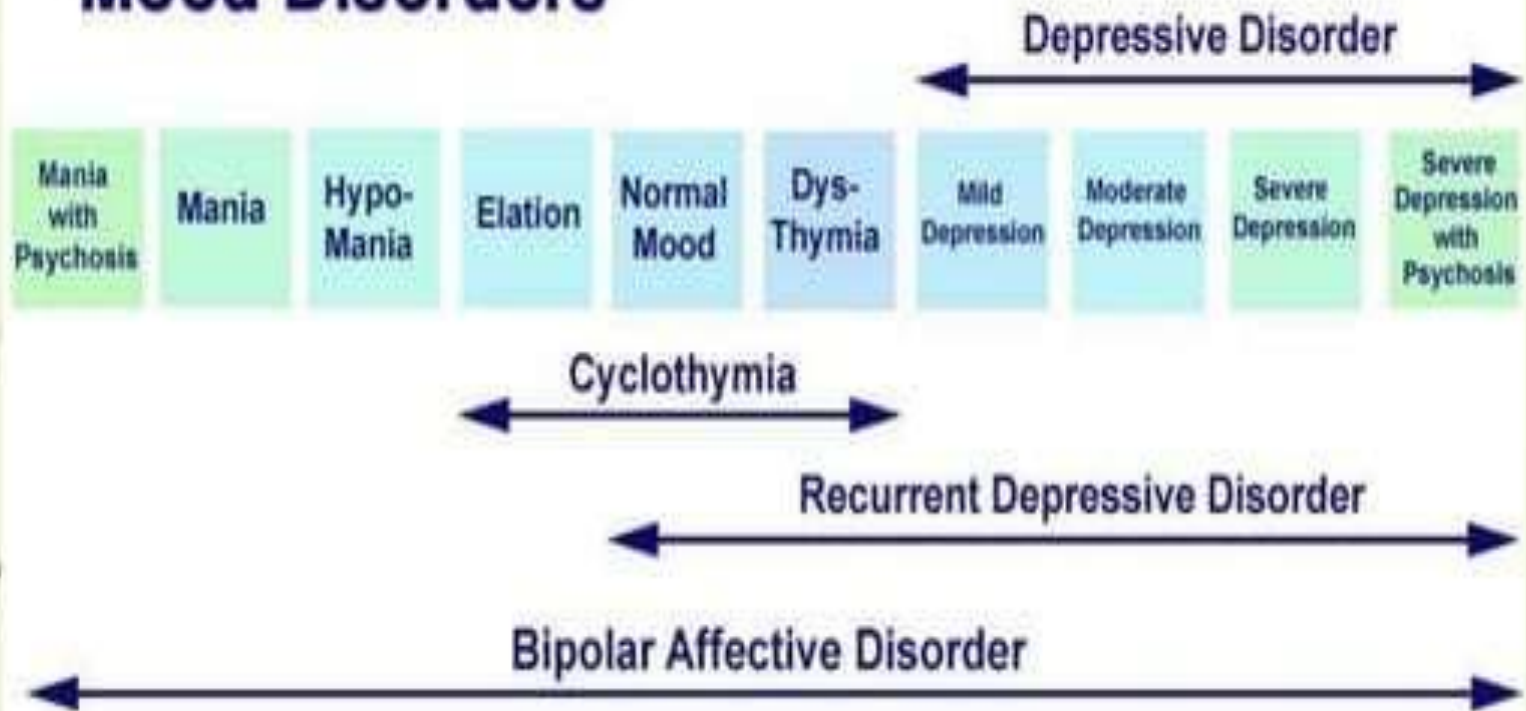 Mood Disorders
Depressive Disorder
Mania
with
Psychosis
Mania
Hypo-
Mania
Elation
Normal
Mood
Dys-
Thymia
Mild
Depression
Moderate
Depression
Severe
Depression
Severe
Depression
with
Psychosis
Cyclothymia
Recurrent Depressive Disorder
Bipolar Affective Disorder